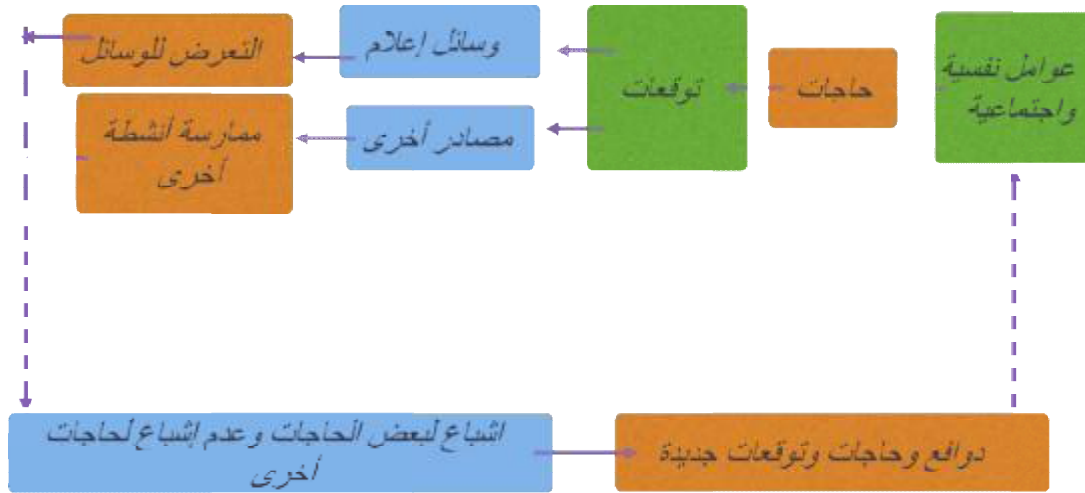 عوامل نفسية
واجتماعية
حاجات
توقعات
وسائل إعلام
التعرض للوسائل
مصادر أخرى
ممارسة أنشطة
أخرى
اشباع لبعض الحاجات وعدم إشباع لحاجات
أخرى
دوافع وحاجات وتوقعات جديدة